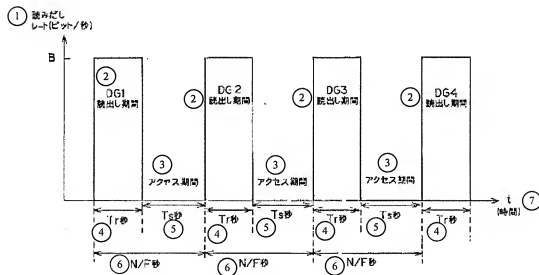 ① 読みだし
レート(ビット/秒)
B
② ② ② ②
DG1 DG2 DG3 DG4
読出し期間 読出し期間 読出し期間 読出し期間
③ ③ ③
アクセス期間 アクセス期間 アクセス期間
t ⑦
(時間)
Tr秒 Ts秒 Tr秒 Ts秒 Tr秒 Ts秒 Tr秒
④ ⑤ ④ ⑤ ④ ⑤ ④
⑥ N/F秒 ⑥ N/F秒 ⑥ N/F秒